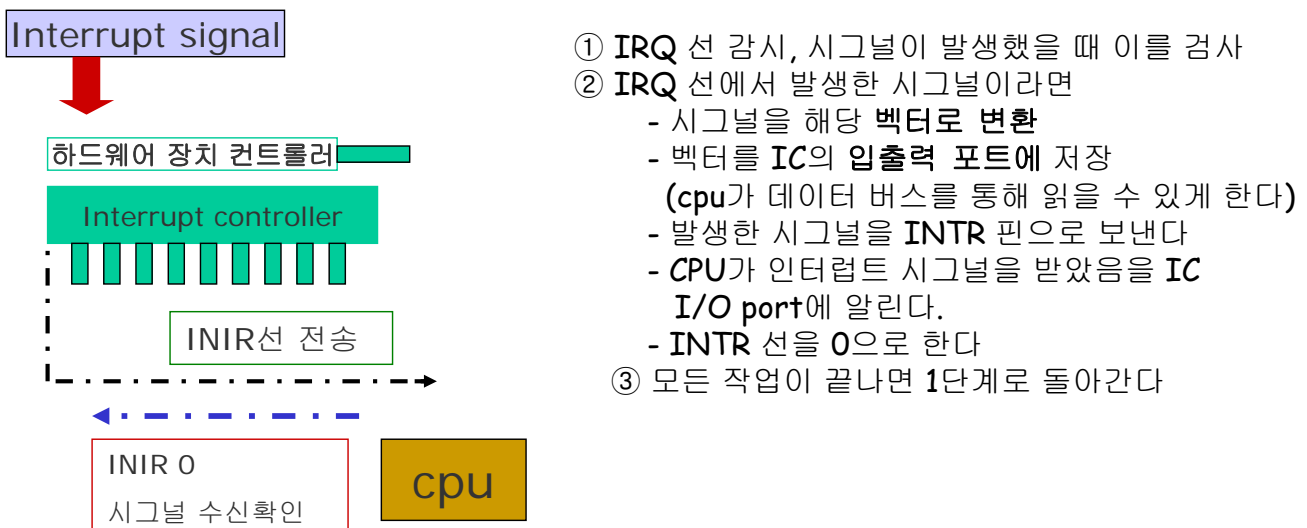 Interrupt signal
하드웨어 장치 컨트롤러
Interrupt controller
INIR선 전송
INIR 0
시그널 수신확인
cpu
① IRQ 선 감시, 시그널이 발생했을 때 이를 검사
② IRQ 선에서 발생한 시그널이라면
- 시그널을 해당 벡터로 변환
- 벡터를 IC의 입출력 포트에 저장
(cpu가 데이터 버스를 통해 읽을 수 있게 한다)
- 발생한 시그널을 INTR 핀으로 보낸다
- CPU가 인터럽트 시그널을 받았음을 IC
I/O port에 알린다.
- INTR 선을 0으로 한다
③ 모든 작업이 끝나면 1단계로 돌아간다